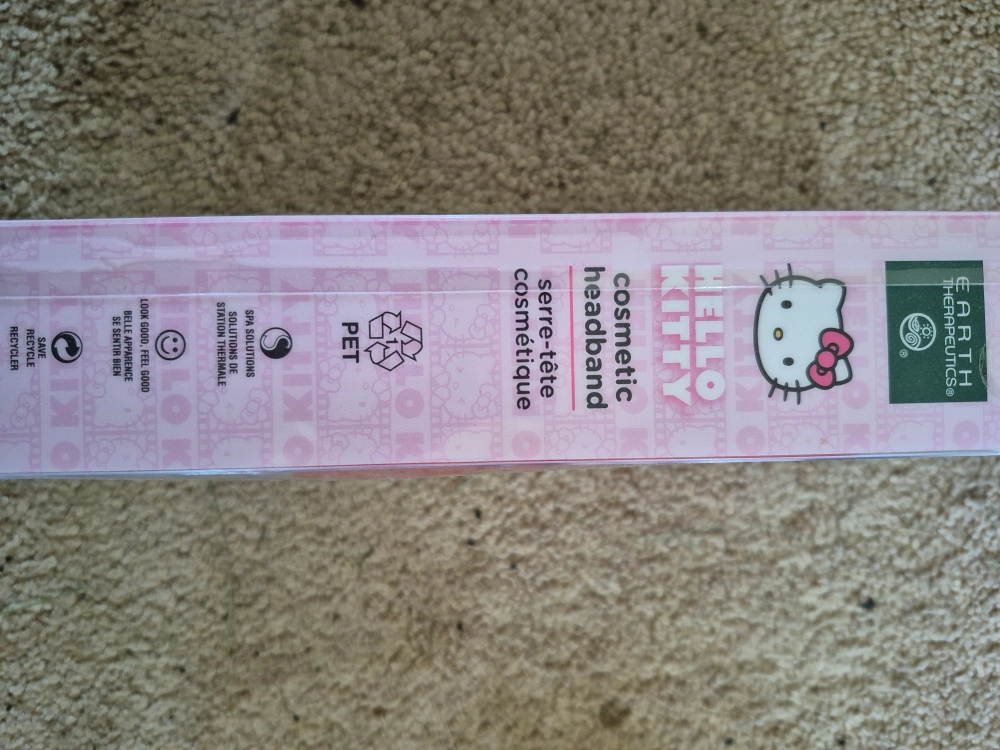 EARTH
THERAPEUTICS®
®
HELLO
KITTY
cosmetic
headband
serre-tête
cosmétique
1
PET
SPA SOLUTIONS
SOLUTIONS DE
STATION THERMALE
LOOK GOOD, FEEL GOOD
BELLE APPARENCE
SE SENTIR BIEN
SAVE
RECYCLE
RECYCLER